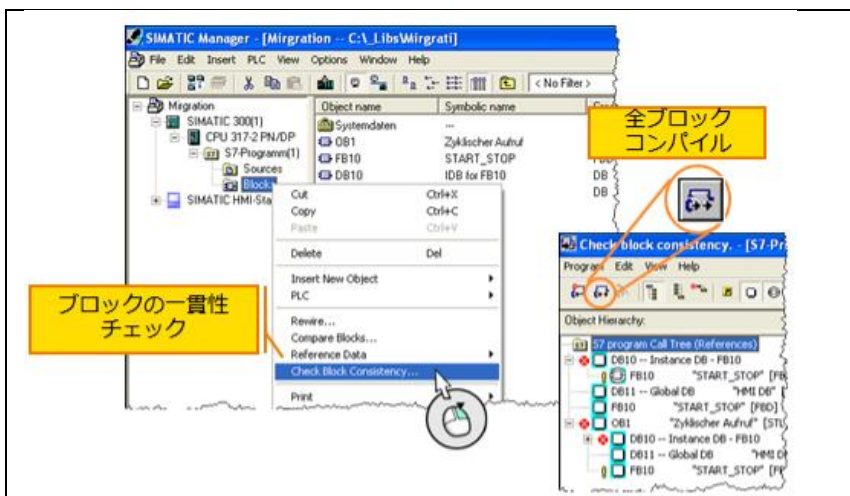 SIMATIC Manager - [Mirgration -- C:\_Libs\Mirgrati]
File Edit Insert PLC View Options Window Help
< No Filter >
Migration
SIMATIC 300(1)
CPU 317-2 PN/DP
S7-Programm(1)
Sources
Blocks
SIMATIC HMI-Sta
Object name Symbolic name
Systemdaten ---
OB1 Zyklischer Aufruf
FB10 START_STOP
DB10 IDB for FB10
DB
DB
全ブロック
コンパイル
Cut Ctrl+X
Copy Ctrl+C
Paste Ctrl+V
Delete Del
Insert New Object
PLC
Rewire...
Compare Blocks...
Reference Data
Check Block Consistency...
Print
ブロックの一貫性
チェック
Check block consistency. - [S7-Pr
Program Edit View Help
Object Hierarchy:
S7 program Call Tree (References)
DB10 -- Instance DB - FB10
FB10 "START_STOP" [FB
DB11 -- Global DB "HMI DB" [
FB10 "START_STOP" [FBD]
OB1 "Zyklischer Aufruf" [STL
DB10 -- Instance DB - FB10
DB11 -- Global DB "HMI D
FB10 "START_STOP"